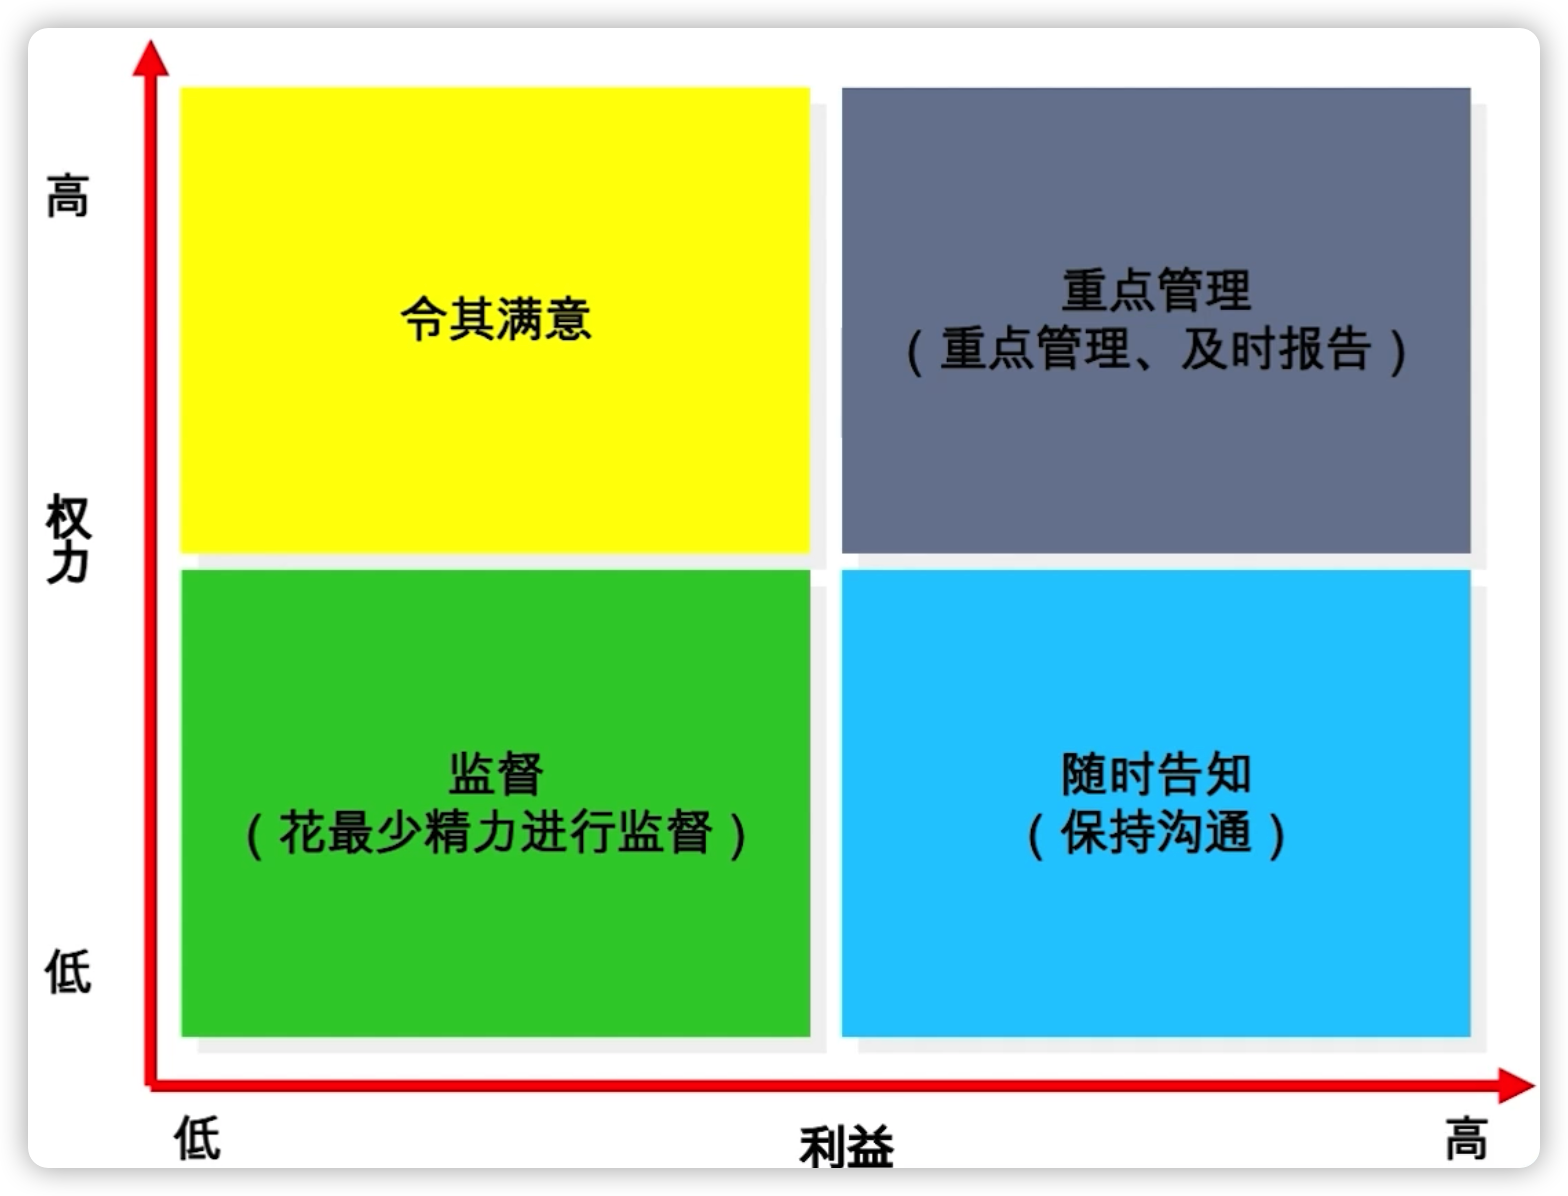 高
令其满意
重点管理
（重点管理、及时报告）
权
力
监督
（花最少精力进行监督）
随时告知
（保持沟通）
低
低
利益
高